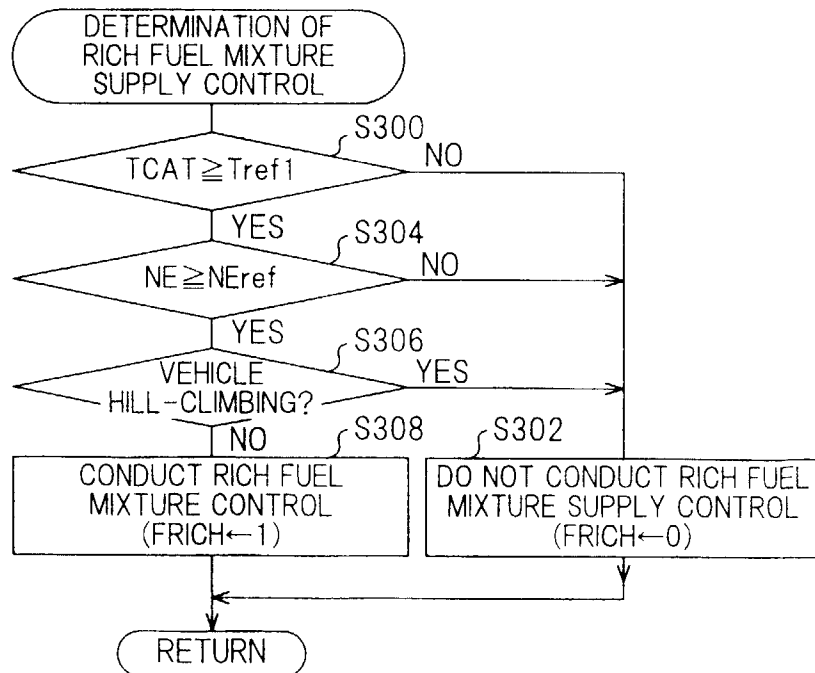 DETERMINATION OF
RICH FUEL MIXTURE
SUPPLY CONTROL
S300
TCAT≧Tref1
NO
YES
S304
NE≧NEref
NO
YES
S306
VEHICLE
HILL-CLIMBING?
YES
NO
S308
CONDUCT RICH FUEL
MIXTURE CONTROL
(FRICH←1)
S302
DO NOT CONDUCT RICH FUEL
MIXTURE SUPPLY CONTROL
(FRICH←0)
RETURN